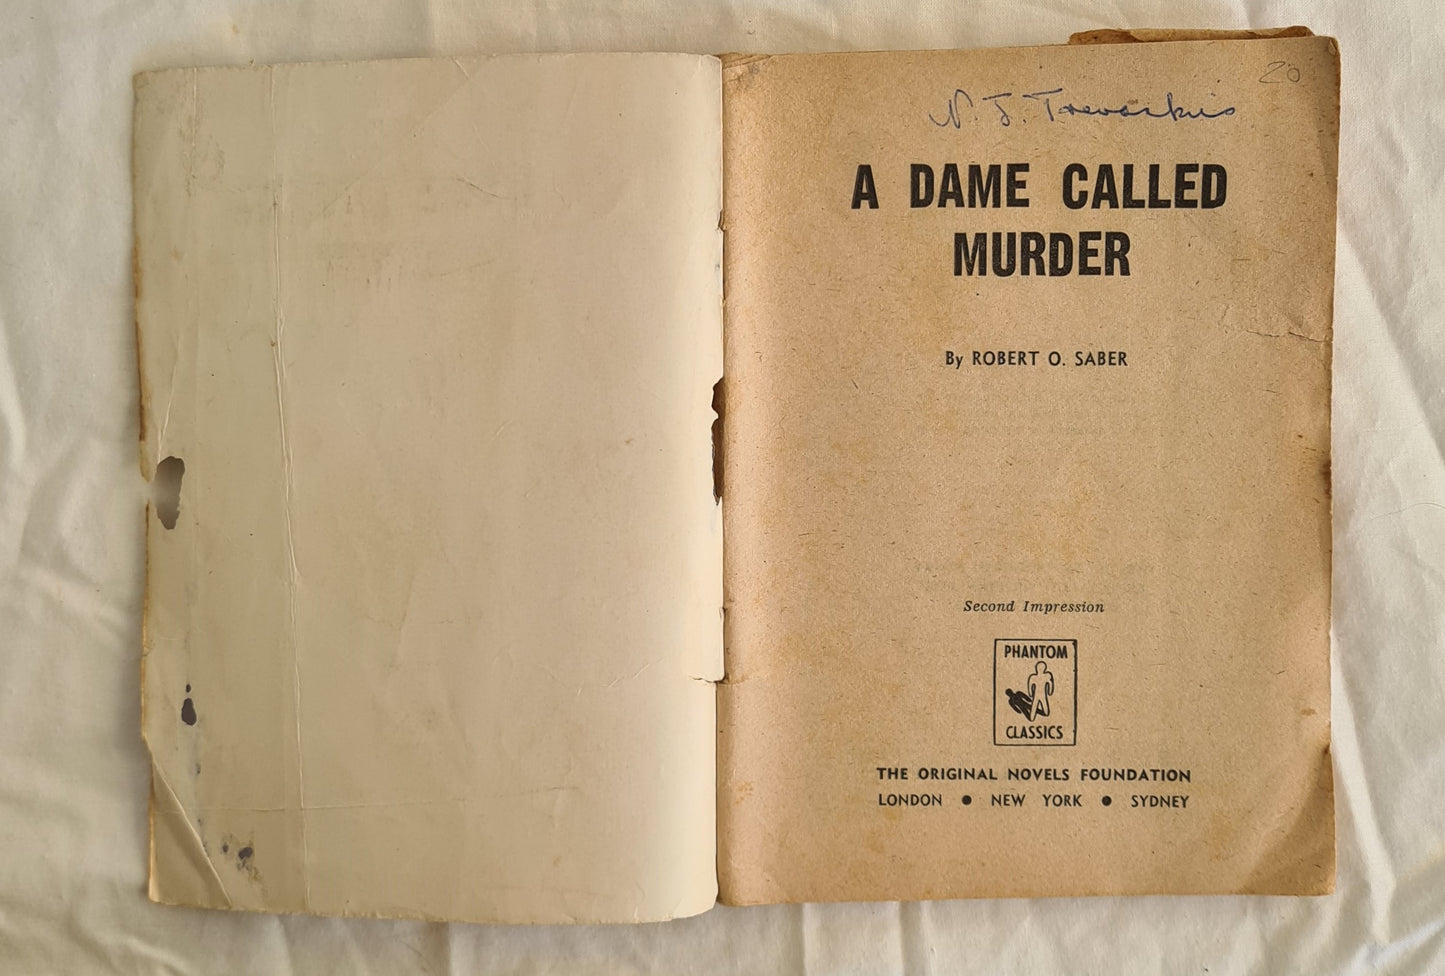 20
N. J. Trevaskis
A DAME CALLED
MURDER
By ROBERT O. SABER
Second Impression
PHANTOM
CLASSICS
THE ORIGINAL NOVELS FOUNDATION
LONDON ● NEW YORK ● SYDNEY